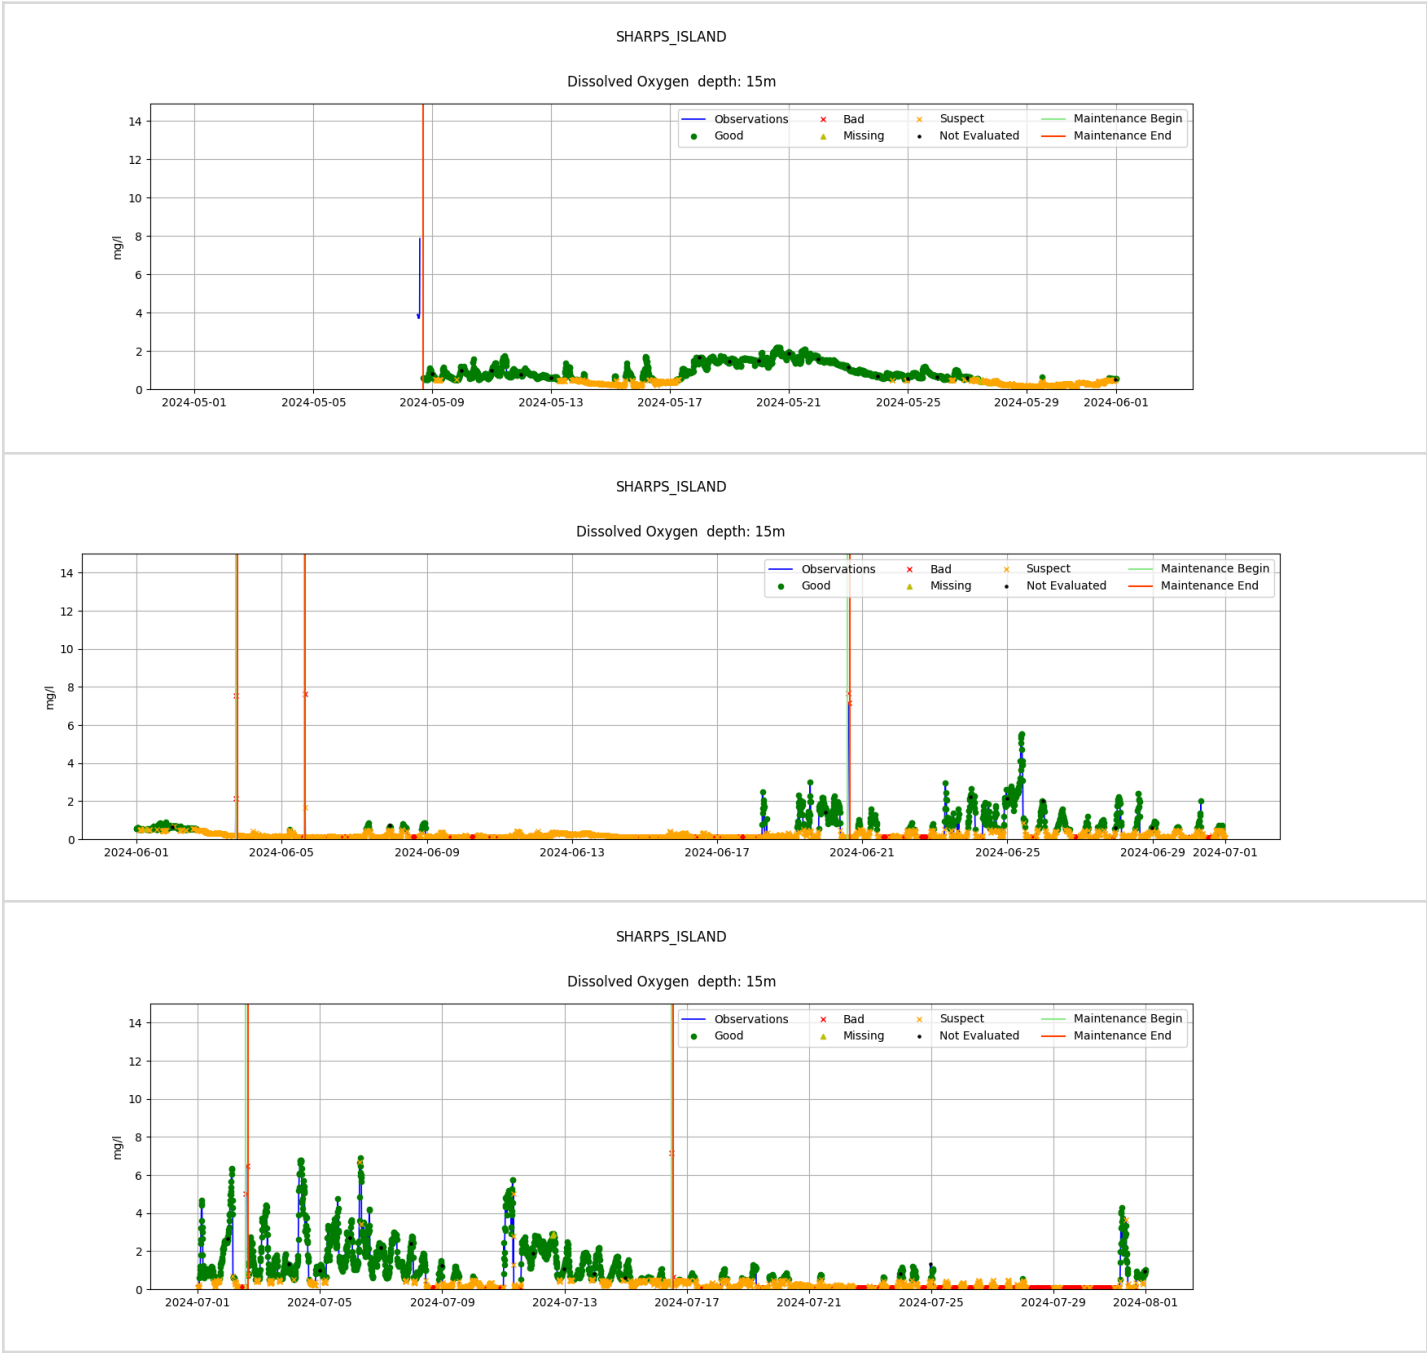 SHARPS_ISLAND
Dissolved Oxygen  depth: 15m
Observations Bad Suspect Maintenance Begin
Good Missing Not Evaluated Maintenance End
14
12
10
8
6
4
2
0
mg/l
2024-05-01 2024-05-05 2024-05-09 2024-05-13 2024-05-17 2024-05-21 2024-05-25 2024-05-29 2024-06-01
SHARPS_ISLAND
Dissolved Oxygen  depth: 15m
Observations Bad Suspect Maintenance Begin
Good Missing Not Evaluated Maintenance End
14
12
10
8
6
4
2
0
mg/l
2024-06-01 2024-06-05 2024-06-09 2024-06-13 2024-06-17 2024-06-21 2024-06-25 2024-06-29 2024-07-01
SHARPS_ISLAND
Dissolved Oxygen  depth: 15m
Observations Bad Suspect Maintenance Begin
Good Missing Not Evaluated Maintenance End
14
12
10
8
6
4
2
0
mg/l
2024-07-01 2024-07-05 2024-07-09 2024-07-13 2024-07-17 2024-07-21 2024-07-25 2024-07-29 2024-08-01